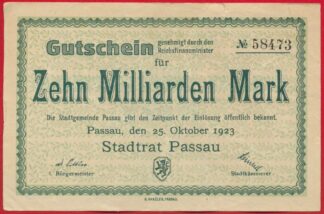 Gutschein genehmigt durch den Reichsfinanzminister № 58473
für
Zehn Milliarden Mark
Die Stadtgemeinde Passau gibt den Zeitpunkt der Einlösung öffentlich bekannt.
Passau, den 25. Oktober 1923
Stadtrat Passau
I. Bürgermeister Stadtkämmerer